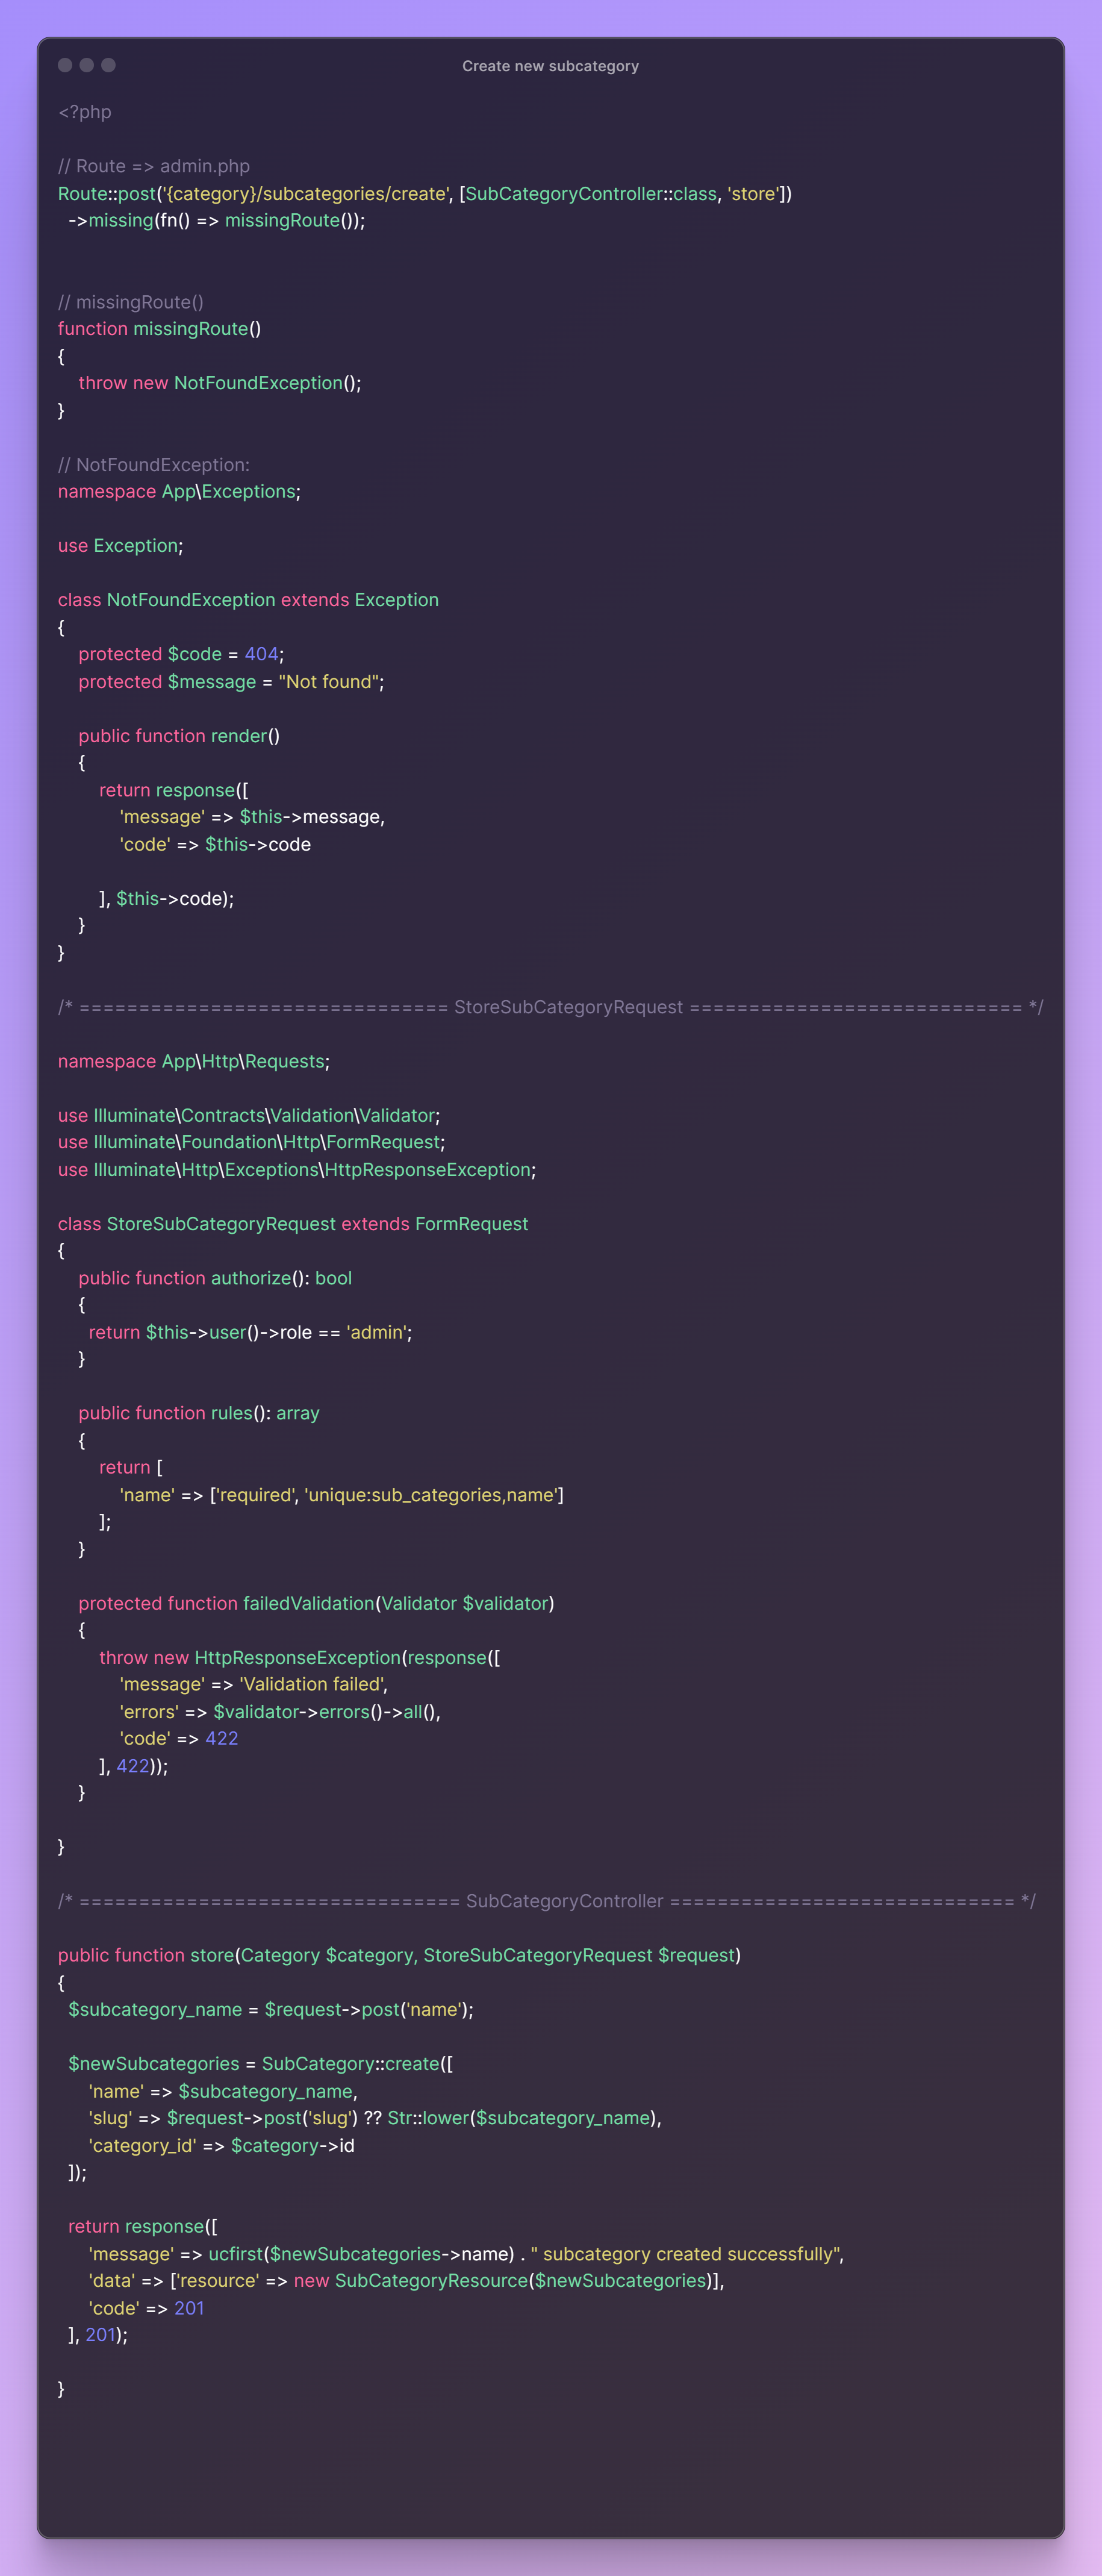 Create new subcategory
<?php
// Route => admin.php
Route::post('{category}/subcategories/create', [SubCategoryController::class, 'store'])
->missing(fn() => missingRoute());
// missingRoute()
function missingRoute()
{
throw new NotFoundException();
}
// NotFoundException:
namespace App\Exceptions;
use Exception;
class NotFoundException extends Exception
{
protected $code = 404;
protected $message = "Not found";
public function render()
{
return response([
'message' => $this->message,
'code' => $this->code
], $this->code);
}
}
/* =============================== StoreSubCategoryRequest ============================ */
namespace App\Http\Requests;
use Illuminate\Contracts\Validation\Validator;
use Illuminate\Foundation\Http\FormRequest;
use Illuminate\Http\Exceptions\HttpResponseException;
class StoreSubCategoryRequest extends FormRequest
{
public function authorize(): bool
{
return $this->user()->role == 'admin';
}
public function rules(): array
{
return [
'name' => ['required', 'unique:sub_categories,name']
];
}
protected function failedValidation(Validator $validator)
{
throw new HttpResponseException(response([
'message' => 'Validation failed',
'errors' => $validator->errors()->all(),
'code' => 422
], 422));
}
}
/* ================================ SubCategoryController ============================= */
public function store(Category $category, StoreSubCategoryRequest $request)
{
$subcategory_name = $request->post('name');
$newSubcategories = SubCategory::create([
'name' => $subcategory_name,
'slug' => $request->post('slug') ?? Str::lower($subcategory_name),
'category_id' => $category->id
]);
return response([
'message' => ucfirst($newSubcategories->name) . " subcategory created successfully",
'data' => ['resource' => new SubCategoryResource($newSubcategories)],
'code' => 201
], 201);
}